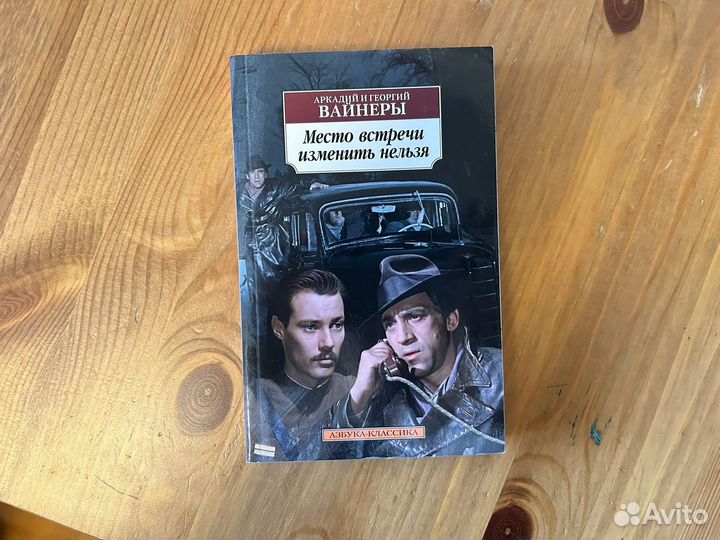 АРКАДИЙ И ГЕОРГИЙ
ВАЙНЕРЫ
Место встречи
изменить нельзя
АЗБУКА-КЛАССИКА
Avito